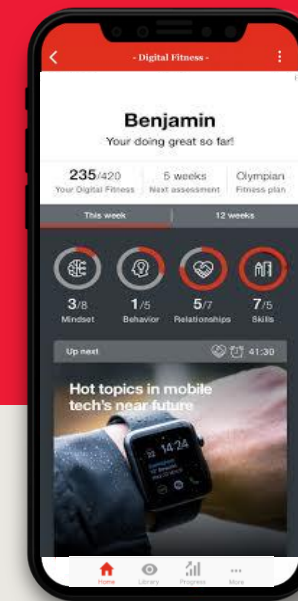 - Digital Fitness -
Benjamin
Your doing great so far!
235/420 5 weeks Olympian
Your Digital Fitness Next assessment Fitness plan
This week 12 weeks
3/8 1/5 5/7 7/5
Mindset Behavior Relationships Skills
Up next 41:30
Hot topics in mobile
tech's near future
14:24
Home Library Progress More